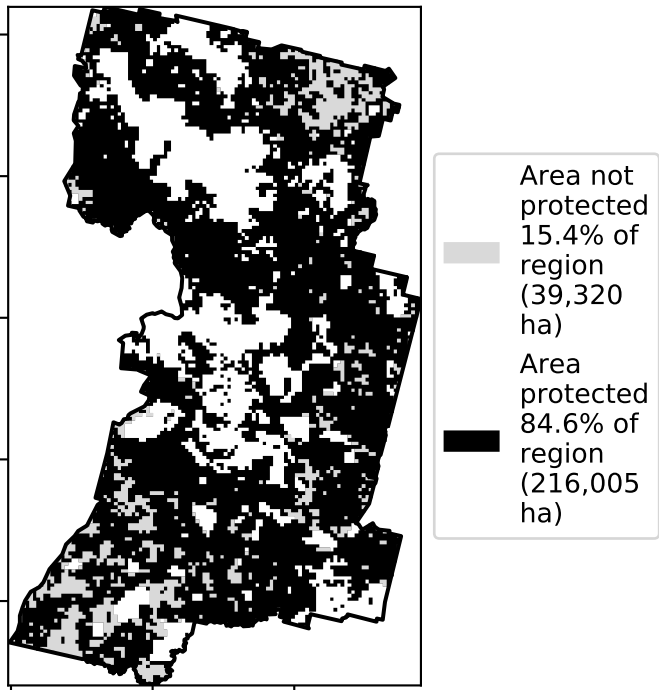 Area not
protected
15.4% of
region
(39,320
ha)
Area
protected
84.6% of
region
(216,005
ha)